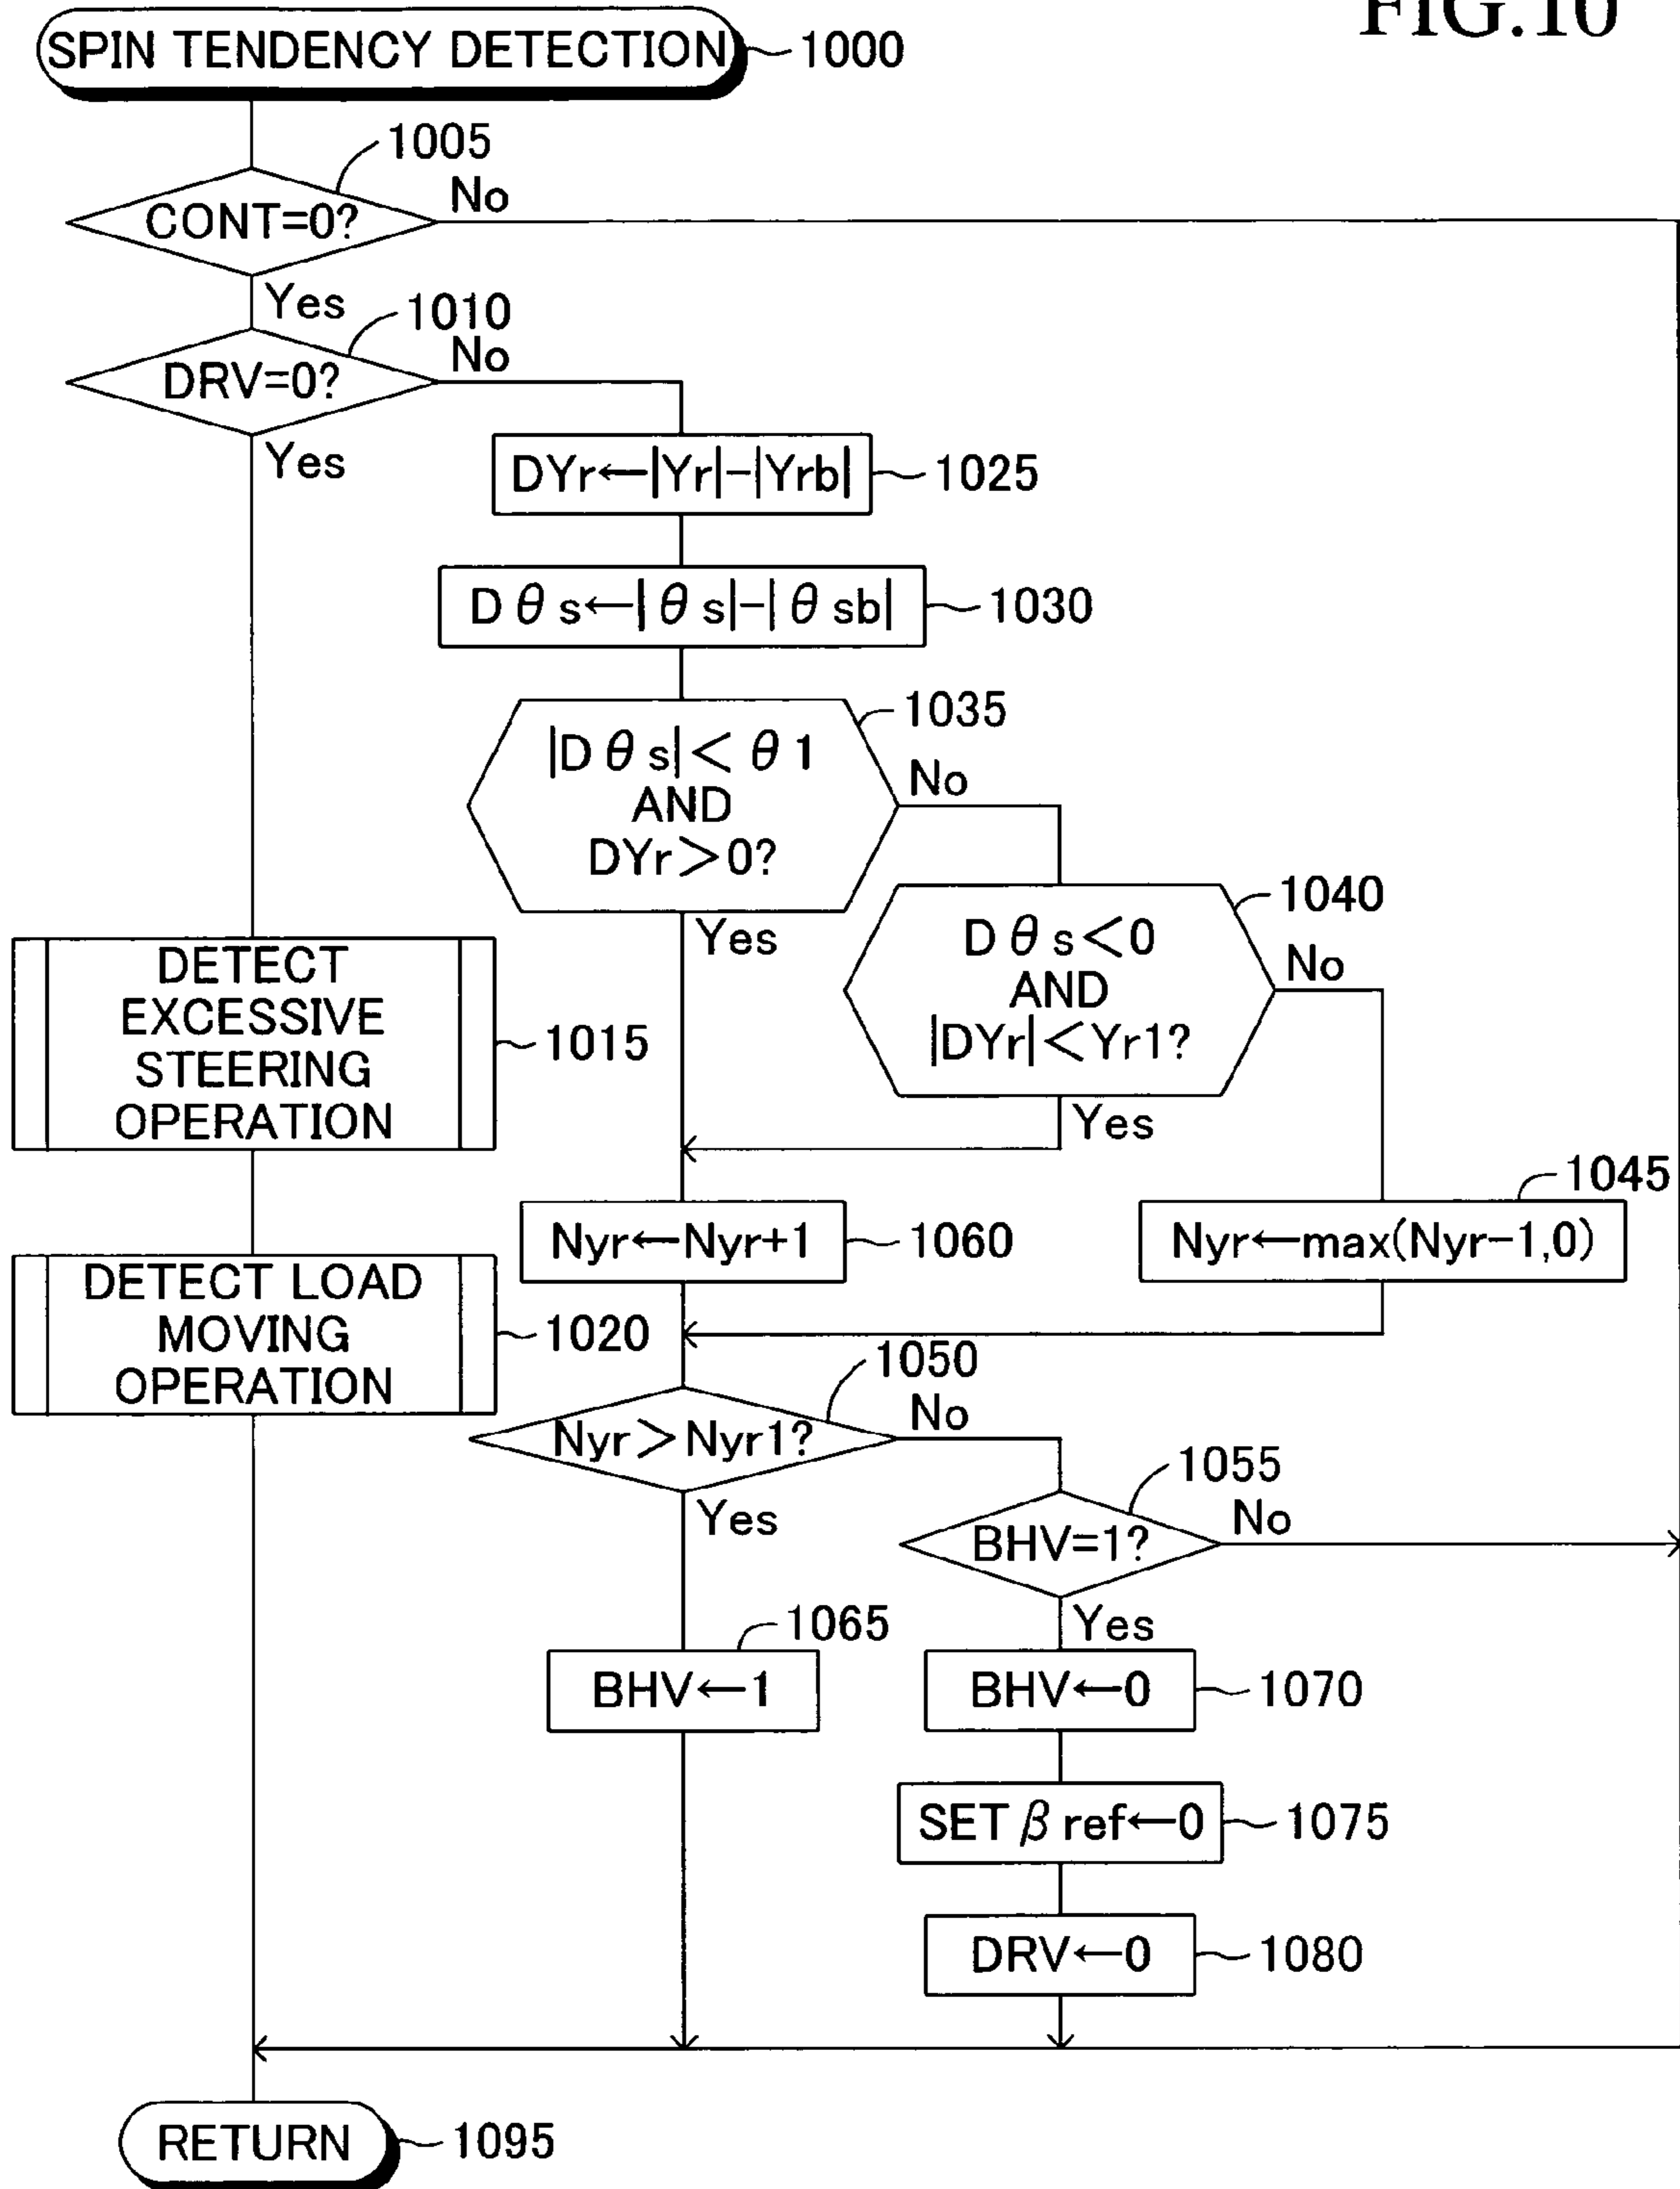 FIG.10
SPIN TENDENCY DETECTION
1000
1005
CONT=0?
No
Yes
1010
DRV=0?
No
Yes
DYr←|Yr|-|Yrb|
1025
Dθs←|θs|-|θsb|
1030
1035
|Dθs|<θ1
AND
DYr>0?
No
Yes
1040
Dθs<0
AND
|DYr|<Yr1?
No
Yes
DETECT
EXCESSIVE
STEERING
OPERATION
1015
1045
Nyr←Nyr+1
1060
Nyr←max(Nyr-1,0)
DETECT LOAD
MOVING
OPERATION
1020
1050
Nyr>Nyr1?
No
Yes
1055
BHV=1?
No
Yes
1065
BHV←1
BHV←0
1070
SET βref←0
1075
DRV←0
1080
RETURN
1095